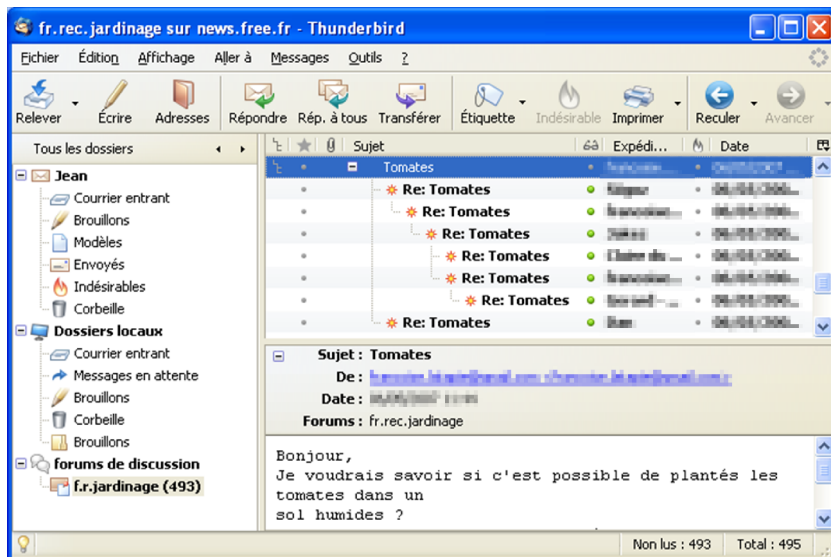 fr.rec.jardinage sur news.free.fr - Thunderbird
Fichier Édition Affichage Aller à Messages Outils ?
Relever Écrire Adresses Répondre Rép. à tous Transférer Étiquette Indésirable Imprimer Reculer Avancer
Tous les dossiers
Jean
Courrier entrant
Brouillons
Modèles
Envoyés
Indésirables
Corbeille
Dossiers locaux
Courrier entrant
Messages en attente
Brouillons
Corbeille
Brouillons
forums de discussion
f.r.jardinage (493)
Sujet Expédi... Date
Tomates
Re: Tomates
Re: Tomates
Re: Tomates
Re: Tomates
Re: Tomates
Re: Tomates
Re: Tomates
Sujet : Tomates
De :
Date :
Forums : fr.rec.jardinage
Bonjour,
Je voudrais savoir si c'est possible de plantés les
tomates dans un
sol humides ?
Non lus : 493 Total : 495